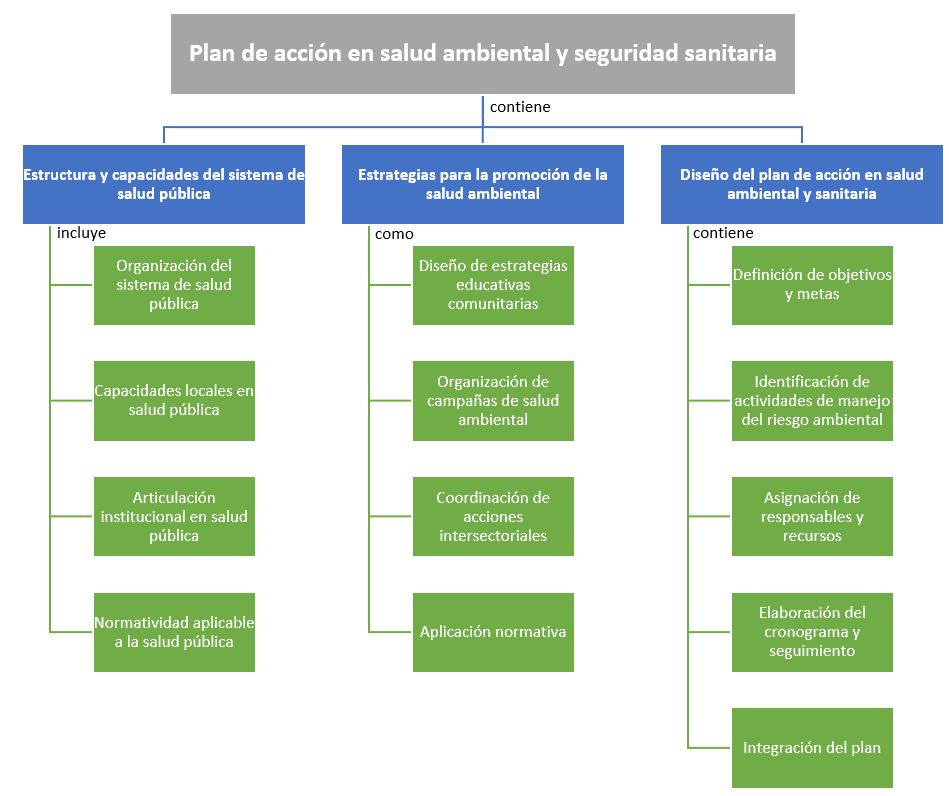 Plan de acción en salud ambiental y seguridad sanitaria
contiene
Estructura y capacidades del sistema de
salud pública
incluye
Organización del
sistema de salud
pública
Capacidades locales en
salud pública
Articulación
institucional en salud
pública
Normatividad aplicable
a la salud pública
Estrategias para la promoción de la
salud ambiental
como
Diseño de estrategias
educativas
comunitarias
Organización de
campañas de salud
ambiental
Coordinación de
acciones
intersectoriales
Aplicación normativa
Diseño del plan de acción en salud
ambiental y sanitaria
contiene
Definición de objetivos
y metas
Identificación de
actividades de manejo
del riesgo ambiental
Asignación de
responsables y
recursos
Elaboración del
cronograma y
seguimiento
Integración del plan